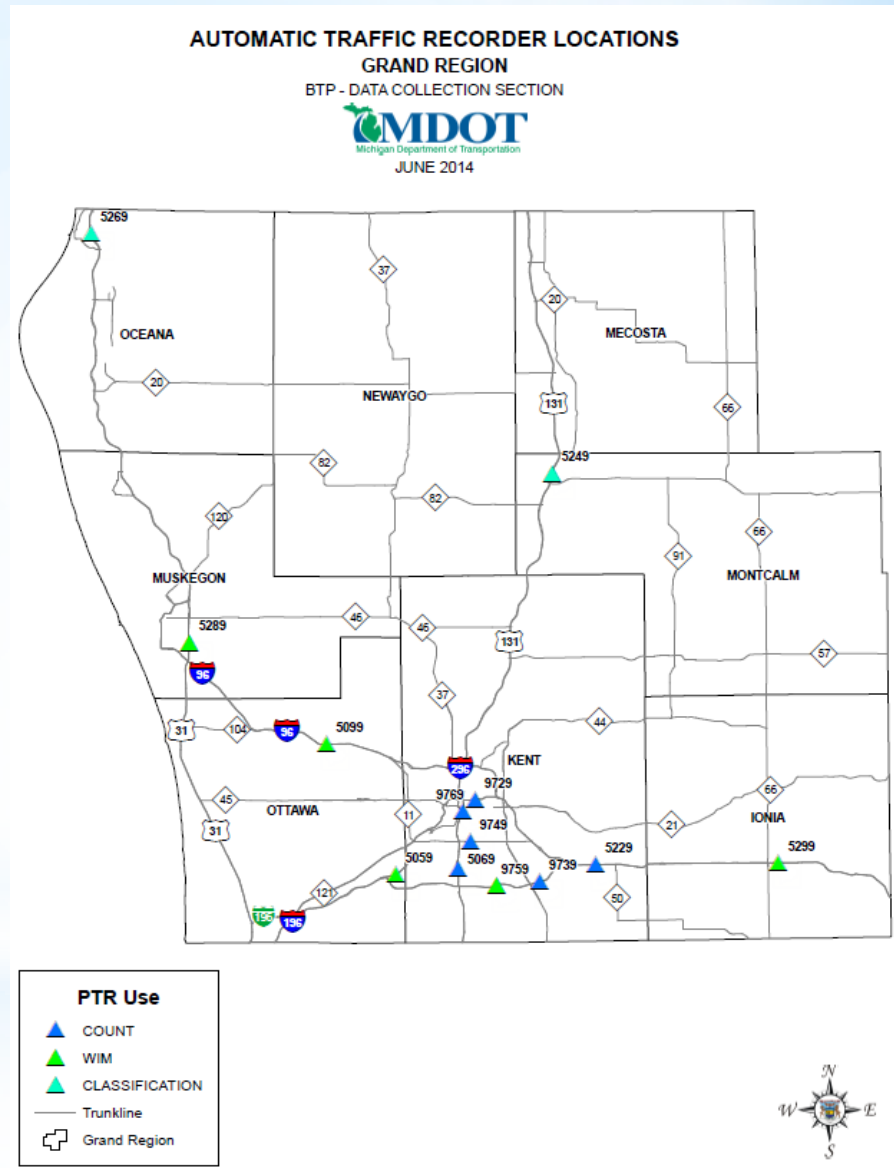 AUTOMATIC TRAFFIC RECORDER LOCATIONS
GRAND REGION
BTP - DATA COLLECTION SECTION
MDOT
Michigan Department of Transportation
JUNE 2014
5269
37
20
OCEANA
MECOSTA
20
NEWAYGO
131
66
82
5249
82
120
66
91
MUSKEGON
MONTCALM
5289
46
46
131
57
96
37
31
104
96
5099
44
296
KENT
9729
66
45
OTTAWA
9769
11
9749
21
IONIA
31
5059
5069
9759
9739
5229
5299
121
50
196
196
PTR Use
COUNT
WIM
CLASSIFICATION
Trunkline
Grand Region
N
W
E
S